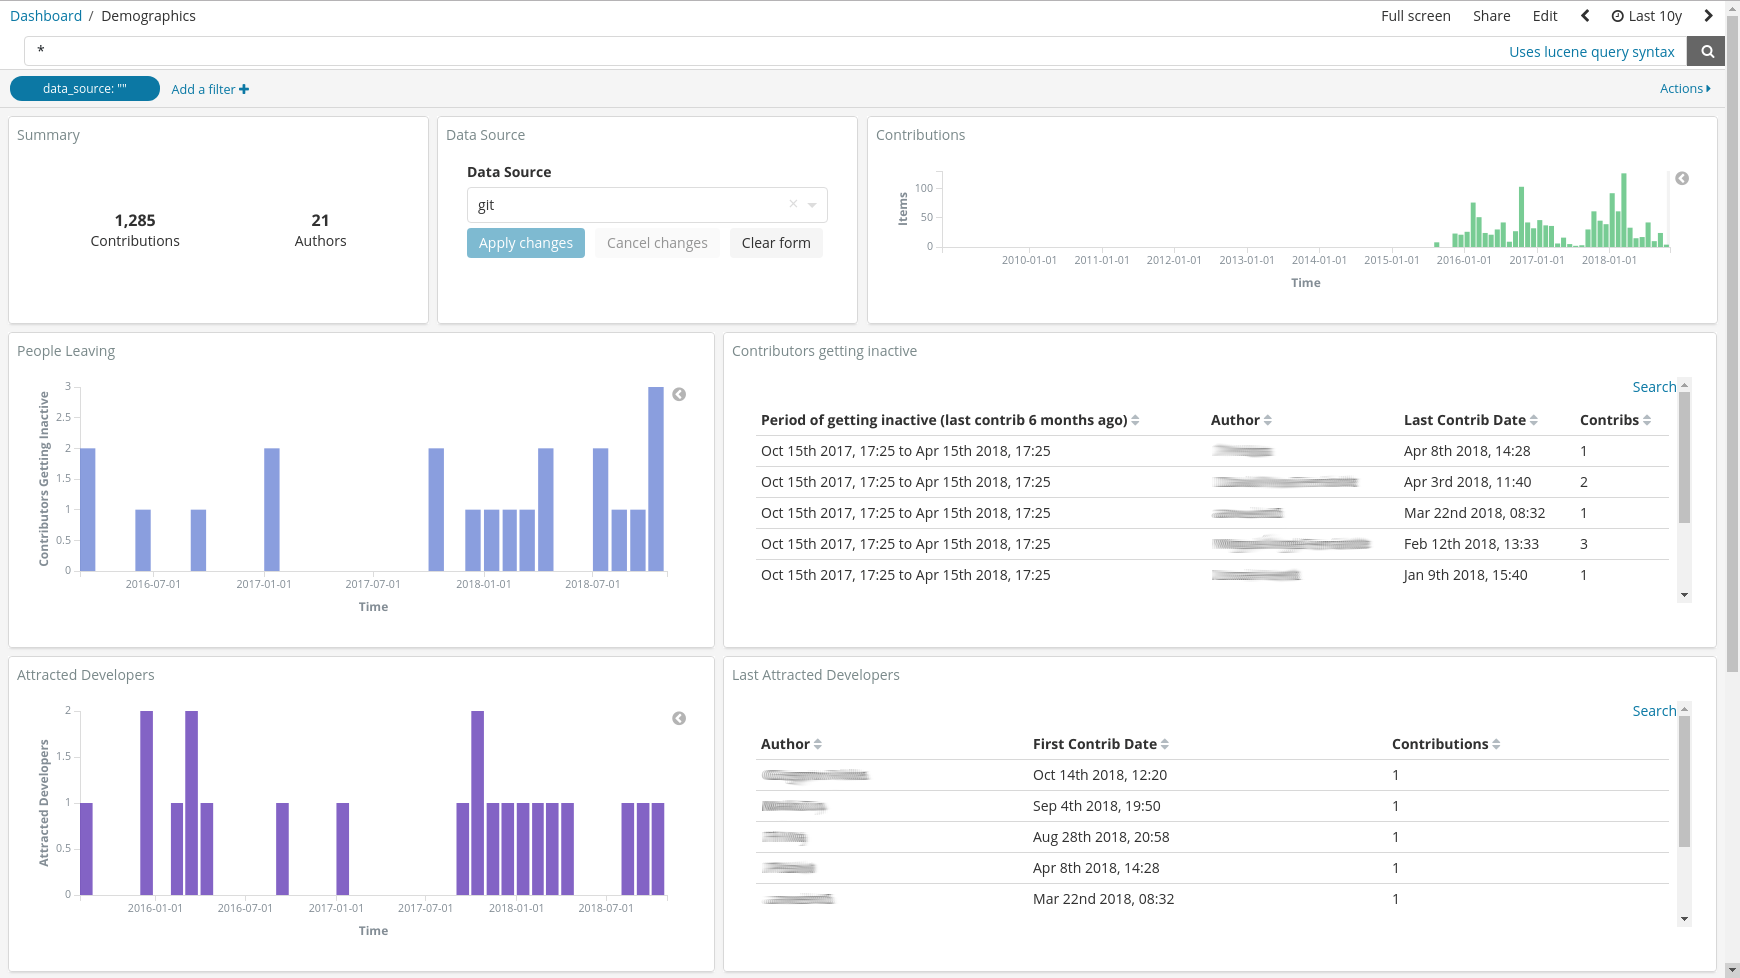 Dashboard / Demographics
Full screen Share Edit Last 10y
*
Uses lucene query syntax
data_source: ""
Add a filter
Actions
Summary
1,285
Contributions
21
Authors
Data Source
Data Source
git
Apply changes
Cancel changes
Clear form
Contributions
Items
100
50
0
2010-01-01 2011-01-01 2012-01-01 2013-01-01 2014-01-01 2015-01-01 2016-01-01 2017-01-01 2018-01-01
Time
People Leaving
Contributors Getting Inactive
3
2.5
2
1.5
1
0.5
0
2016-07-01 2017-01-01 2017-07-01 2018-01-01 2018-07-01
Time
Contributors getting inactive
Search
Period of getting inactive (last contrib 6 months ago) Author Last Contrib Date Contribs
Oct 15th 2017, 17:25 to Apr 15th 2018, 17:25 Apr 8th 2018, 14:28 1
Oct 15th 2017, 17:25 to Apr 15th 2018, 17:25 Apr 3rd 2018, 11:40 2
Oct 15th 2017, 17:25 to Apr 15th 2018, 17:25 Mar 22nd 2018, 08:32 1
Oct 15th 2017, 17:25 to Apr 15th 2018, 17:25 Feb 12th 2018, 13:33 3
Oct 15th 2017, 17:25 to Apr 15th 2018, 17:25 Jan 9th 2018, 15:40 1
Attracted Developers
Attracted Developers
2
1.5
1
0.5
0
2016-01-01 2016-07-01 2017-01-01 2017-07-01 2018-01-01 2018-07-01
Time
Last Attracted Developers
Search
Author First Contrib Date Contributions
Oct 14th 2018, 12:20 1
Sep 4th 2018, 19:50 1
Aug 28th 2018, 20:58 1
Apr 8th 2018, 14:28 1
Mar 22nd 2018, 08:32 1